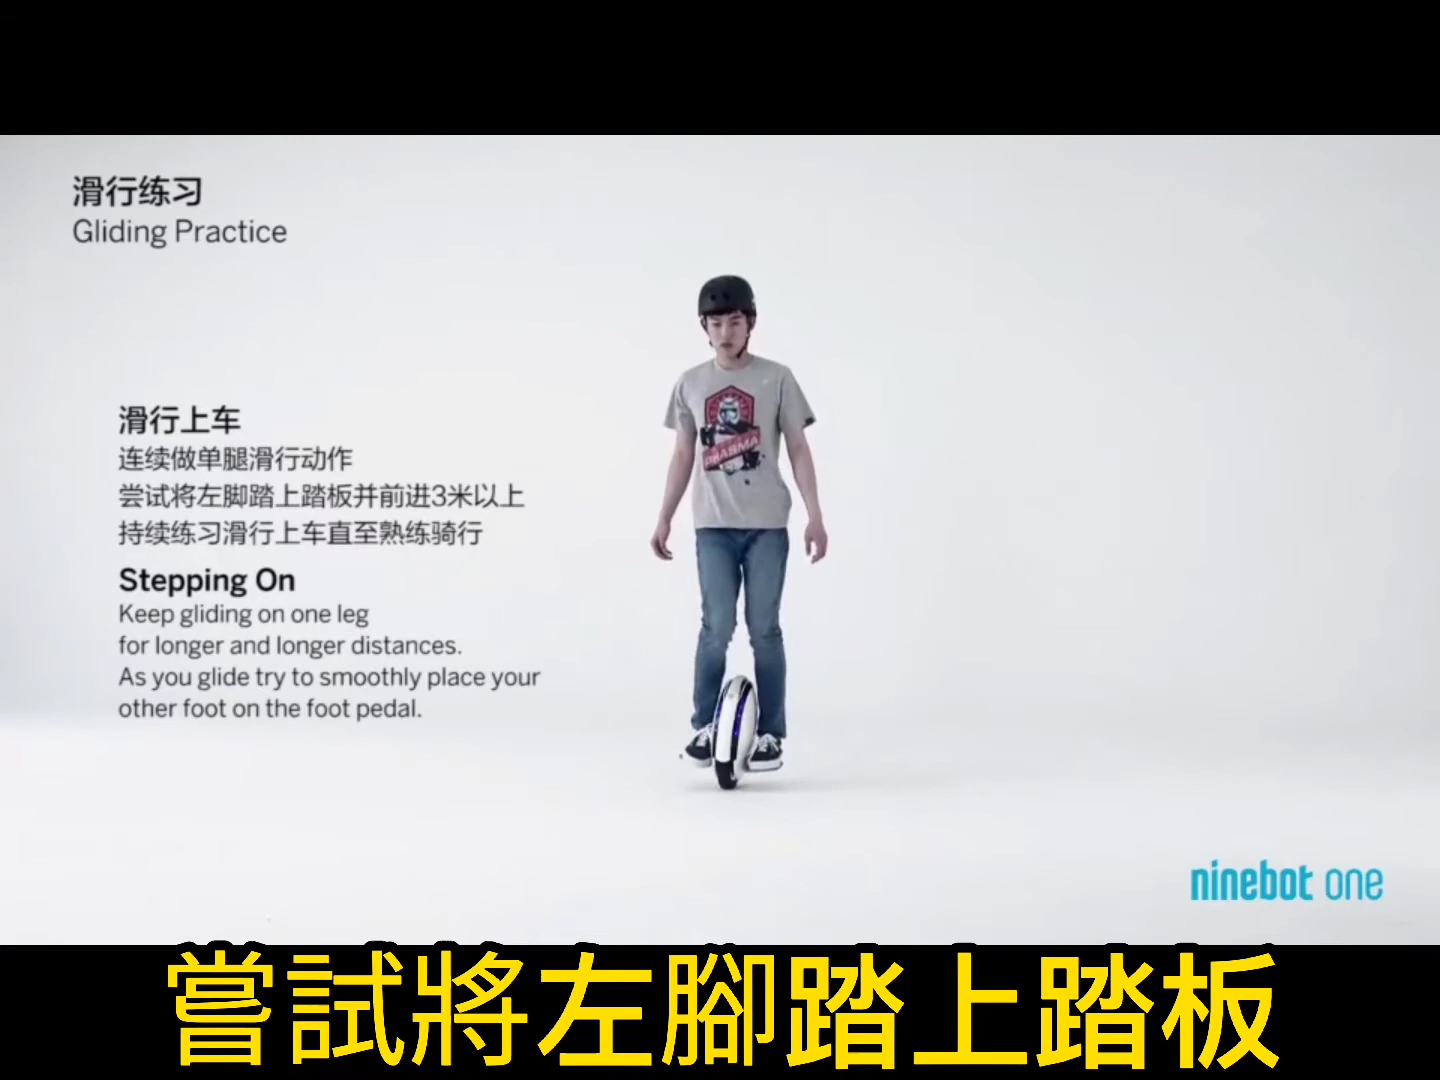 滑行练习
Gliding Practice
滑行上车
连续做单腿滑行动作
尝试将左脚踏上踏板并前进3米以上
持续练习滑行上车直至熟练骑行
Stepping On
Keep gliding on one leg
for longer and longer distances.
As you glide try to smoothly place your
other foot on the foot pedal.
PHASMA
ninebot one
嘗試將左腳踏上踏板